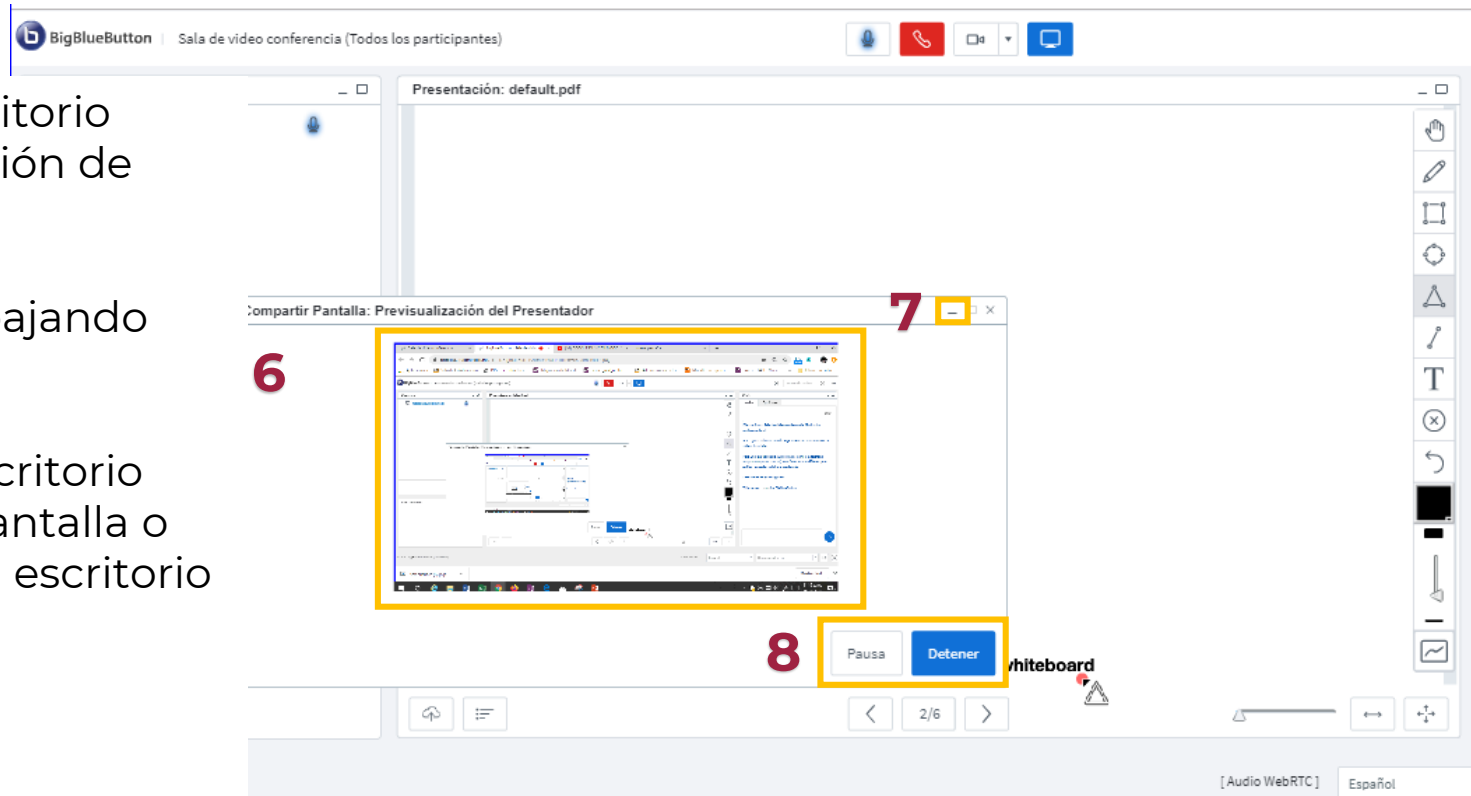 BigBlueButton
Sala de video conferencia (Todos los participantes)
itorio
ión de
ajando
critorio
antalla o
escritorio
Presentación: default.pdf
Compartir Pantalla: Previsualización del Presentador
7
6
8
Pausa
Detener
whiteboard
T
2/6
[ Audio WebRTC ]
Español